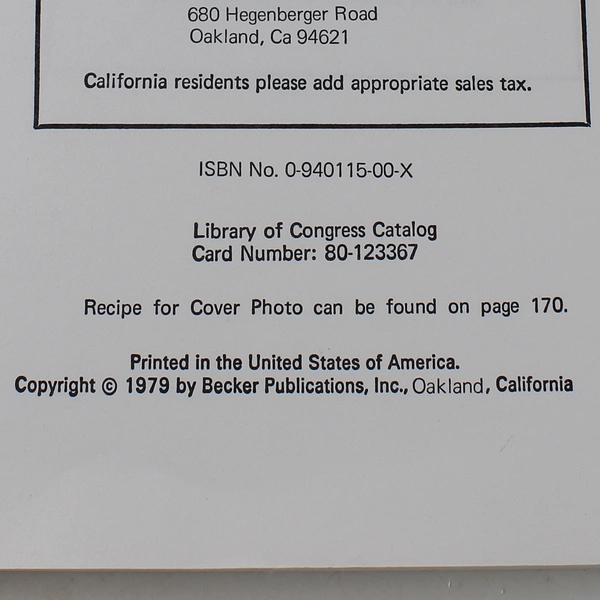 680 Hegenberger Road
Oakland, Ca 94621
California residents please add appropriate sales tax.
ISBN No. 0-940115-00-X
Library of Congress Catalog
Card Number: 80-123367
Recipe for Cover Photo can be found on page 170.
Printed in the United States of America.
Copyright © 1979 by Becker Publications, Inc., Oakland, California